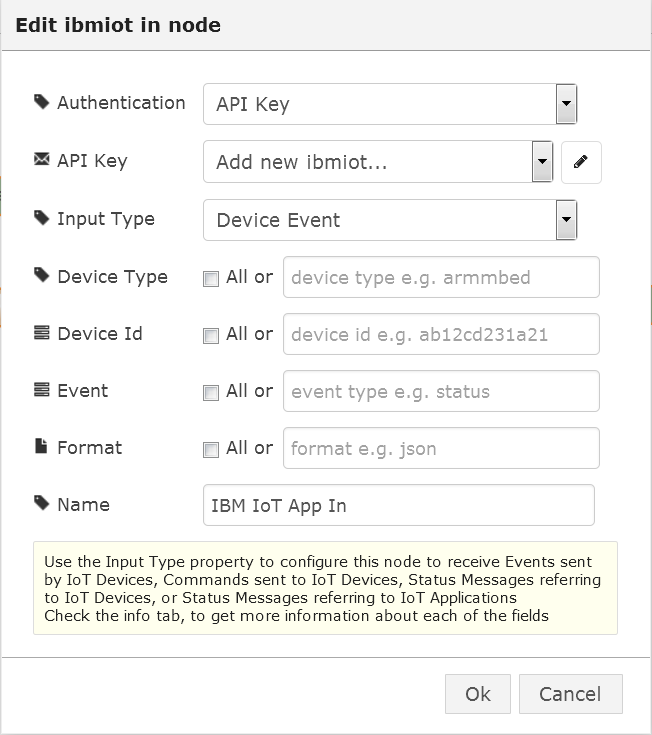 Edit ibmiot in node
Authentication API Key
API Key Add new ibmiot...
Input Type Device Event
Device Type All or device type e.g. armmbed
Device Id All or device id e.g. ab12cd231a21
Event All or event type e.g. status
Format All or format e.g. json
Name IBM IoT App In
Use the Input Type property to configure this node to receive Events sent
by IoT Devices, Commands sent to IoT Devices, Status Messages referring
to IoT Devices, or Status Messages referring to IoT Applications
Check the info tab, to get more information about each of the fields
Ok Cancel